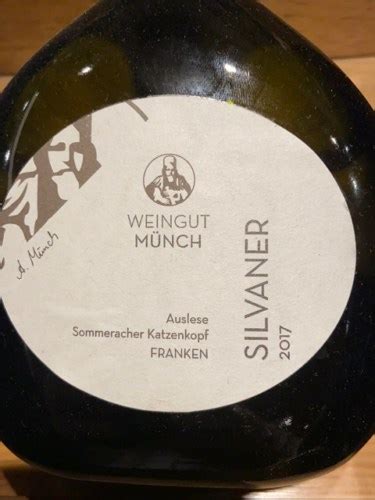 WEINGUT
MÜNCH
A. Münch
Auslese
Sommeracher Katzenkopf
FRANKEN
SILVANER
2017